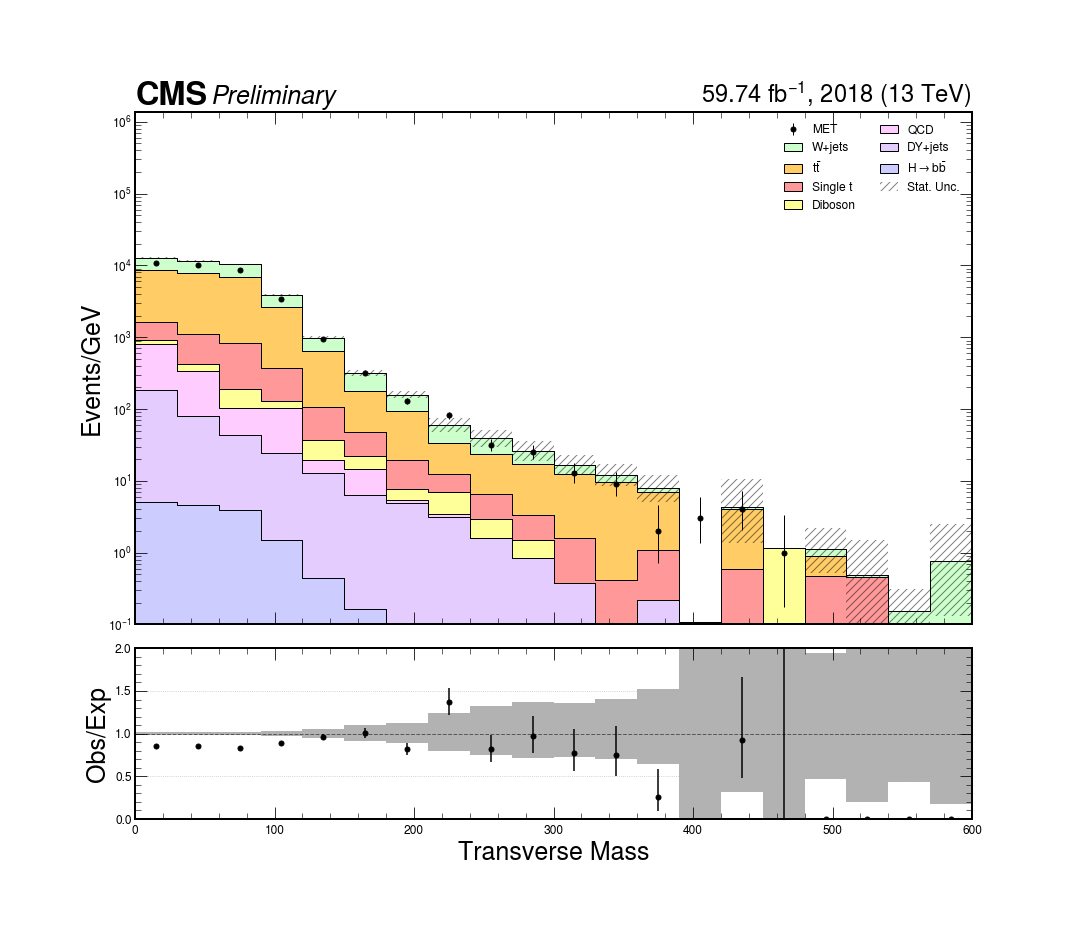 CMS Preliminary
59.74 fb⁻¹, 2018 (13 TeV)
Events/GeV
10⁶
10⁵
10⁴
10³
10²
10¹
10⁰
10⁻¹
MET
W+jets
tt̄
Single t
Diboson
QCD
DY+jets
H→bb̄
Stat. Unc.
Obs/Exp
2.0
1.5
1.0
0.5
0.0
0 100 200 300 400 500 600
Transverse Mass